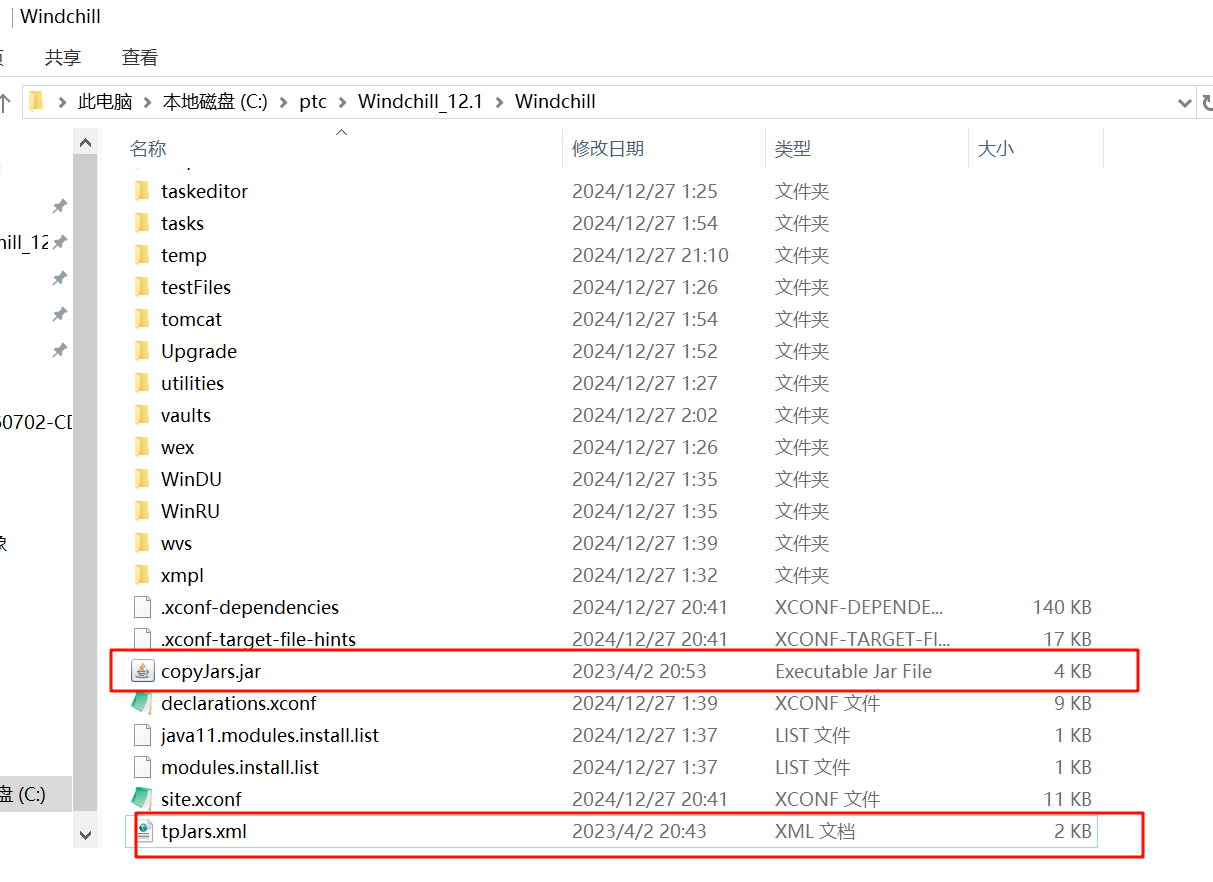 Windchill
共享 查看
此电脑 本地磁盘 (C:) ptc Windchill_12.1 Windchill
名称 修改日期 类型 大小
taskeditor 2024/12/27 1:25 文件夹
tasks 2024/12/27 1:54 文件夹
temp 2024/12/27 21:10 文件夹
testFiles 2024/12/27 1:26 文件夹
tomcat 2024/12/27 1:54 文件夹
Upgrade 2024/12/27 1:52 文件夹
utilities 2024/12/27 1:27 文件夹
vaults 2024/12/27 2:02 文件夹
wex 2024/12/27 1:26 文件夹
WinDU 2024/12/27 1:35 文件夹
WinRU 2024/12/27 1:35 文件夹
wvs 2024/12/27 1:39 文件夹
xmpl 2024/12/27 1:32 文件夹
.xconf-dependencies 2024/12/27 20:41 XCONF-DEPENDE... 140 KB
.xconf-target-file-hints 2024/12/27 20:41 XCONF-TARGET-FI... 17 KB
copyJars.jar 2023/4/2 20:53 Executable Jar File 4 KB
declarations.xconf 2024/12/27 1:39 XCONF 文件 9 KB
java11.modules.install.list 2024/12/27 1:37 LIST 文件 1 KB
modules.install.list 2024/12/27 1:37 LIST 文件 1 KB
盘 (C:) site.xconf 2024/12/27 20:41 XCONF 文件 11 KB
tpJars.xml 2023/4/2 20:43 XML 文档 2 KB